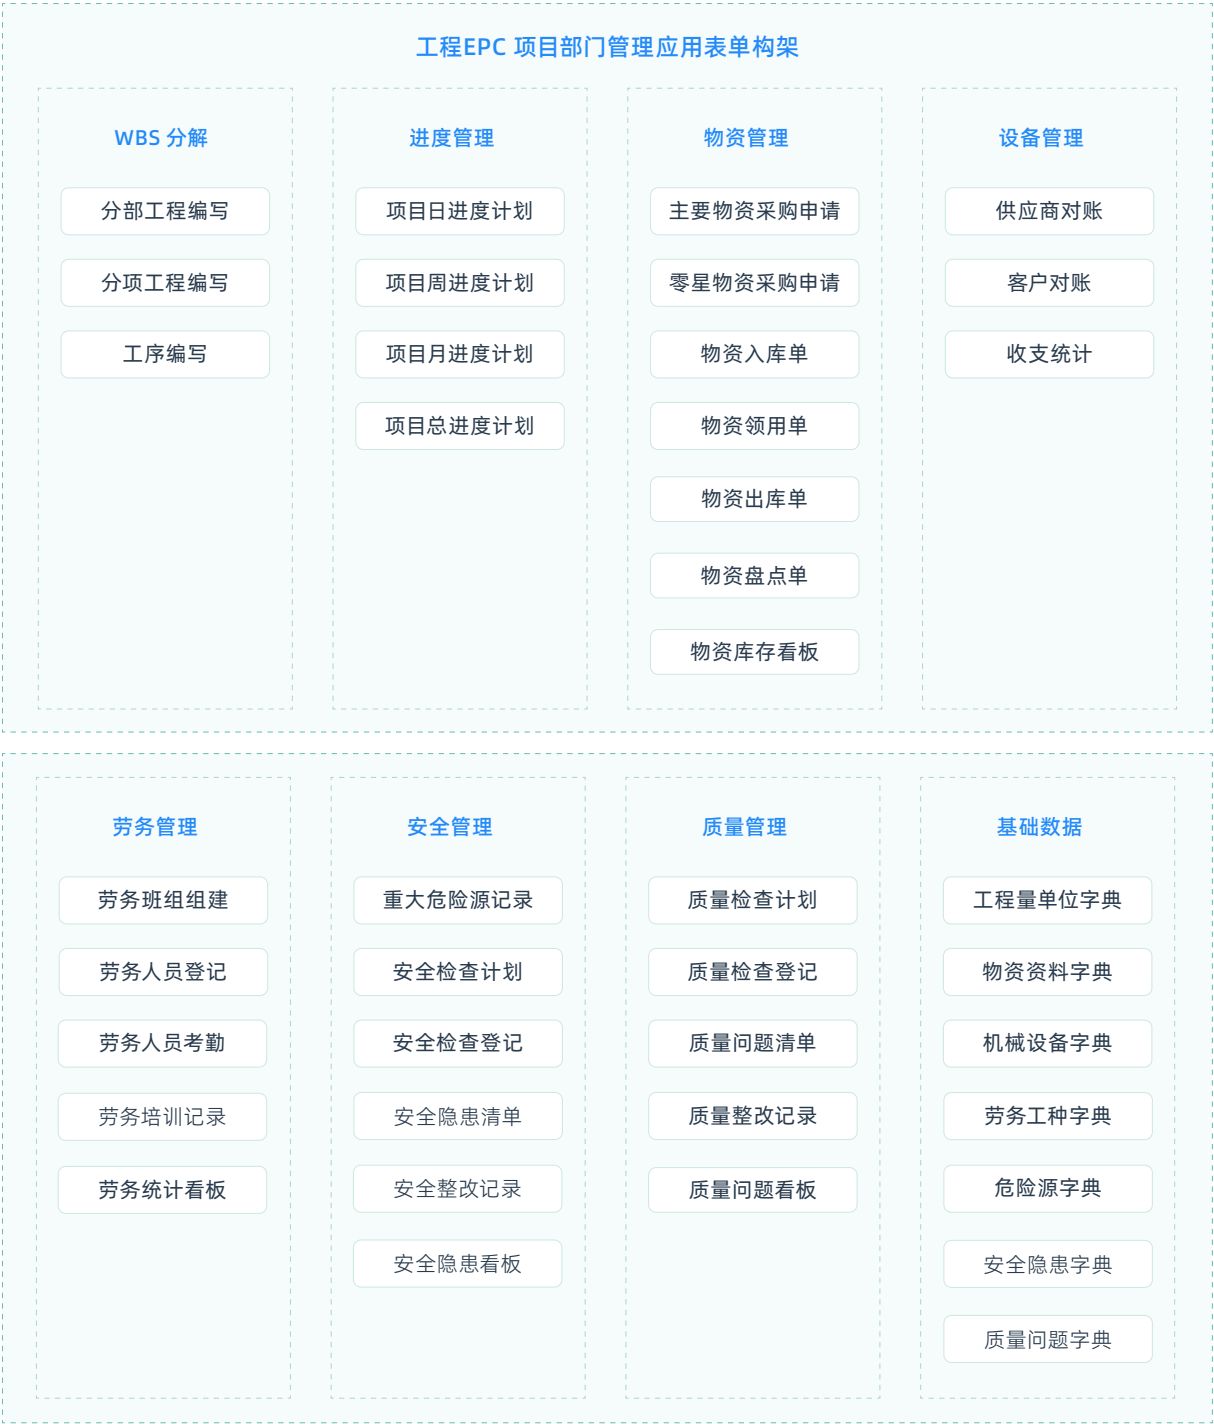 工程EPC 项目部门管理应用表单构架
WBS 分解
分部工程编写
分项工程编写
工序编写
进度管理
项目日进度计划
项目周进度计划
项目月进度计划
项目总进度计划
物资管理
主要物资采购申请
零星物资采购申请
物资入库单
物资领用单
物资出库单
物资盘点单
物资库存看板
设备管理
供应商对账
客户对账
收支统计
劳务管理
劳务班组组建
劳务人员登记
劳务人员考勤
劳务培训记录
劳务统计看板
安全管理
重大危险源记录
安全检查计划
安全检查登记
安全隐患清单
安全整改记录
安全隐患看板
质量管理
质量检查计划
质量检查登记
质量问题清单
质量整改记录
质量问题看板
基础数据
工程量单位字典
物资资料字典
机械设备字典
劳务工种字典
危险源字典
安全隐患字典
质量问题字典